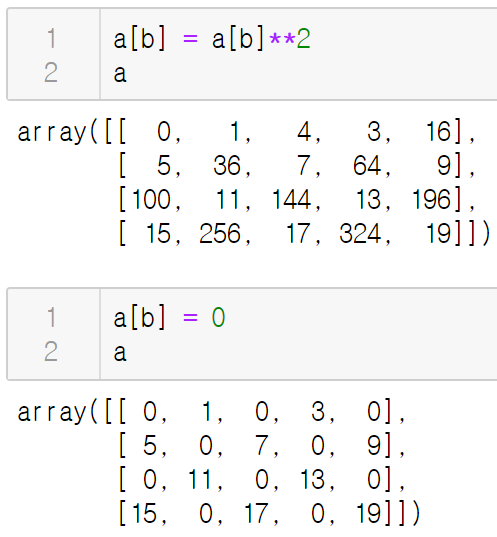 1 a[b] = a[b]**2
2 a
array([[  0,   1,   4,   3,  16],
       [  5,  36,   7,  64,   9],
       [100,  11, 144,  13, 196],
       [ 15, 256,  17, 324,  19]])
1 a[b] = 0
2 a
array([[ 0,  1,  0,  3,  0],
       [ 5,  0,  7,  0,  9],
       [ 0, 11,  0, 13,  0],
       [15,  0, 17,  0, 19]])